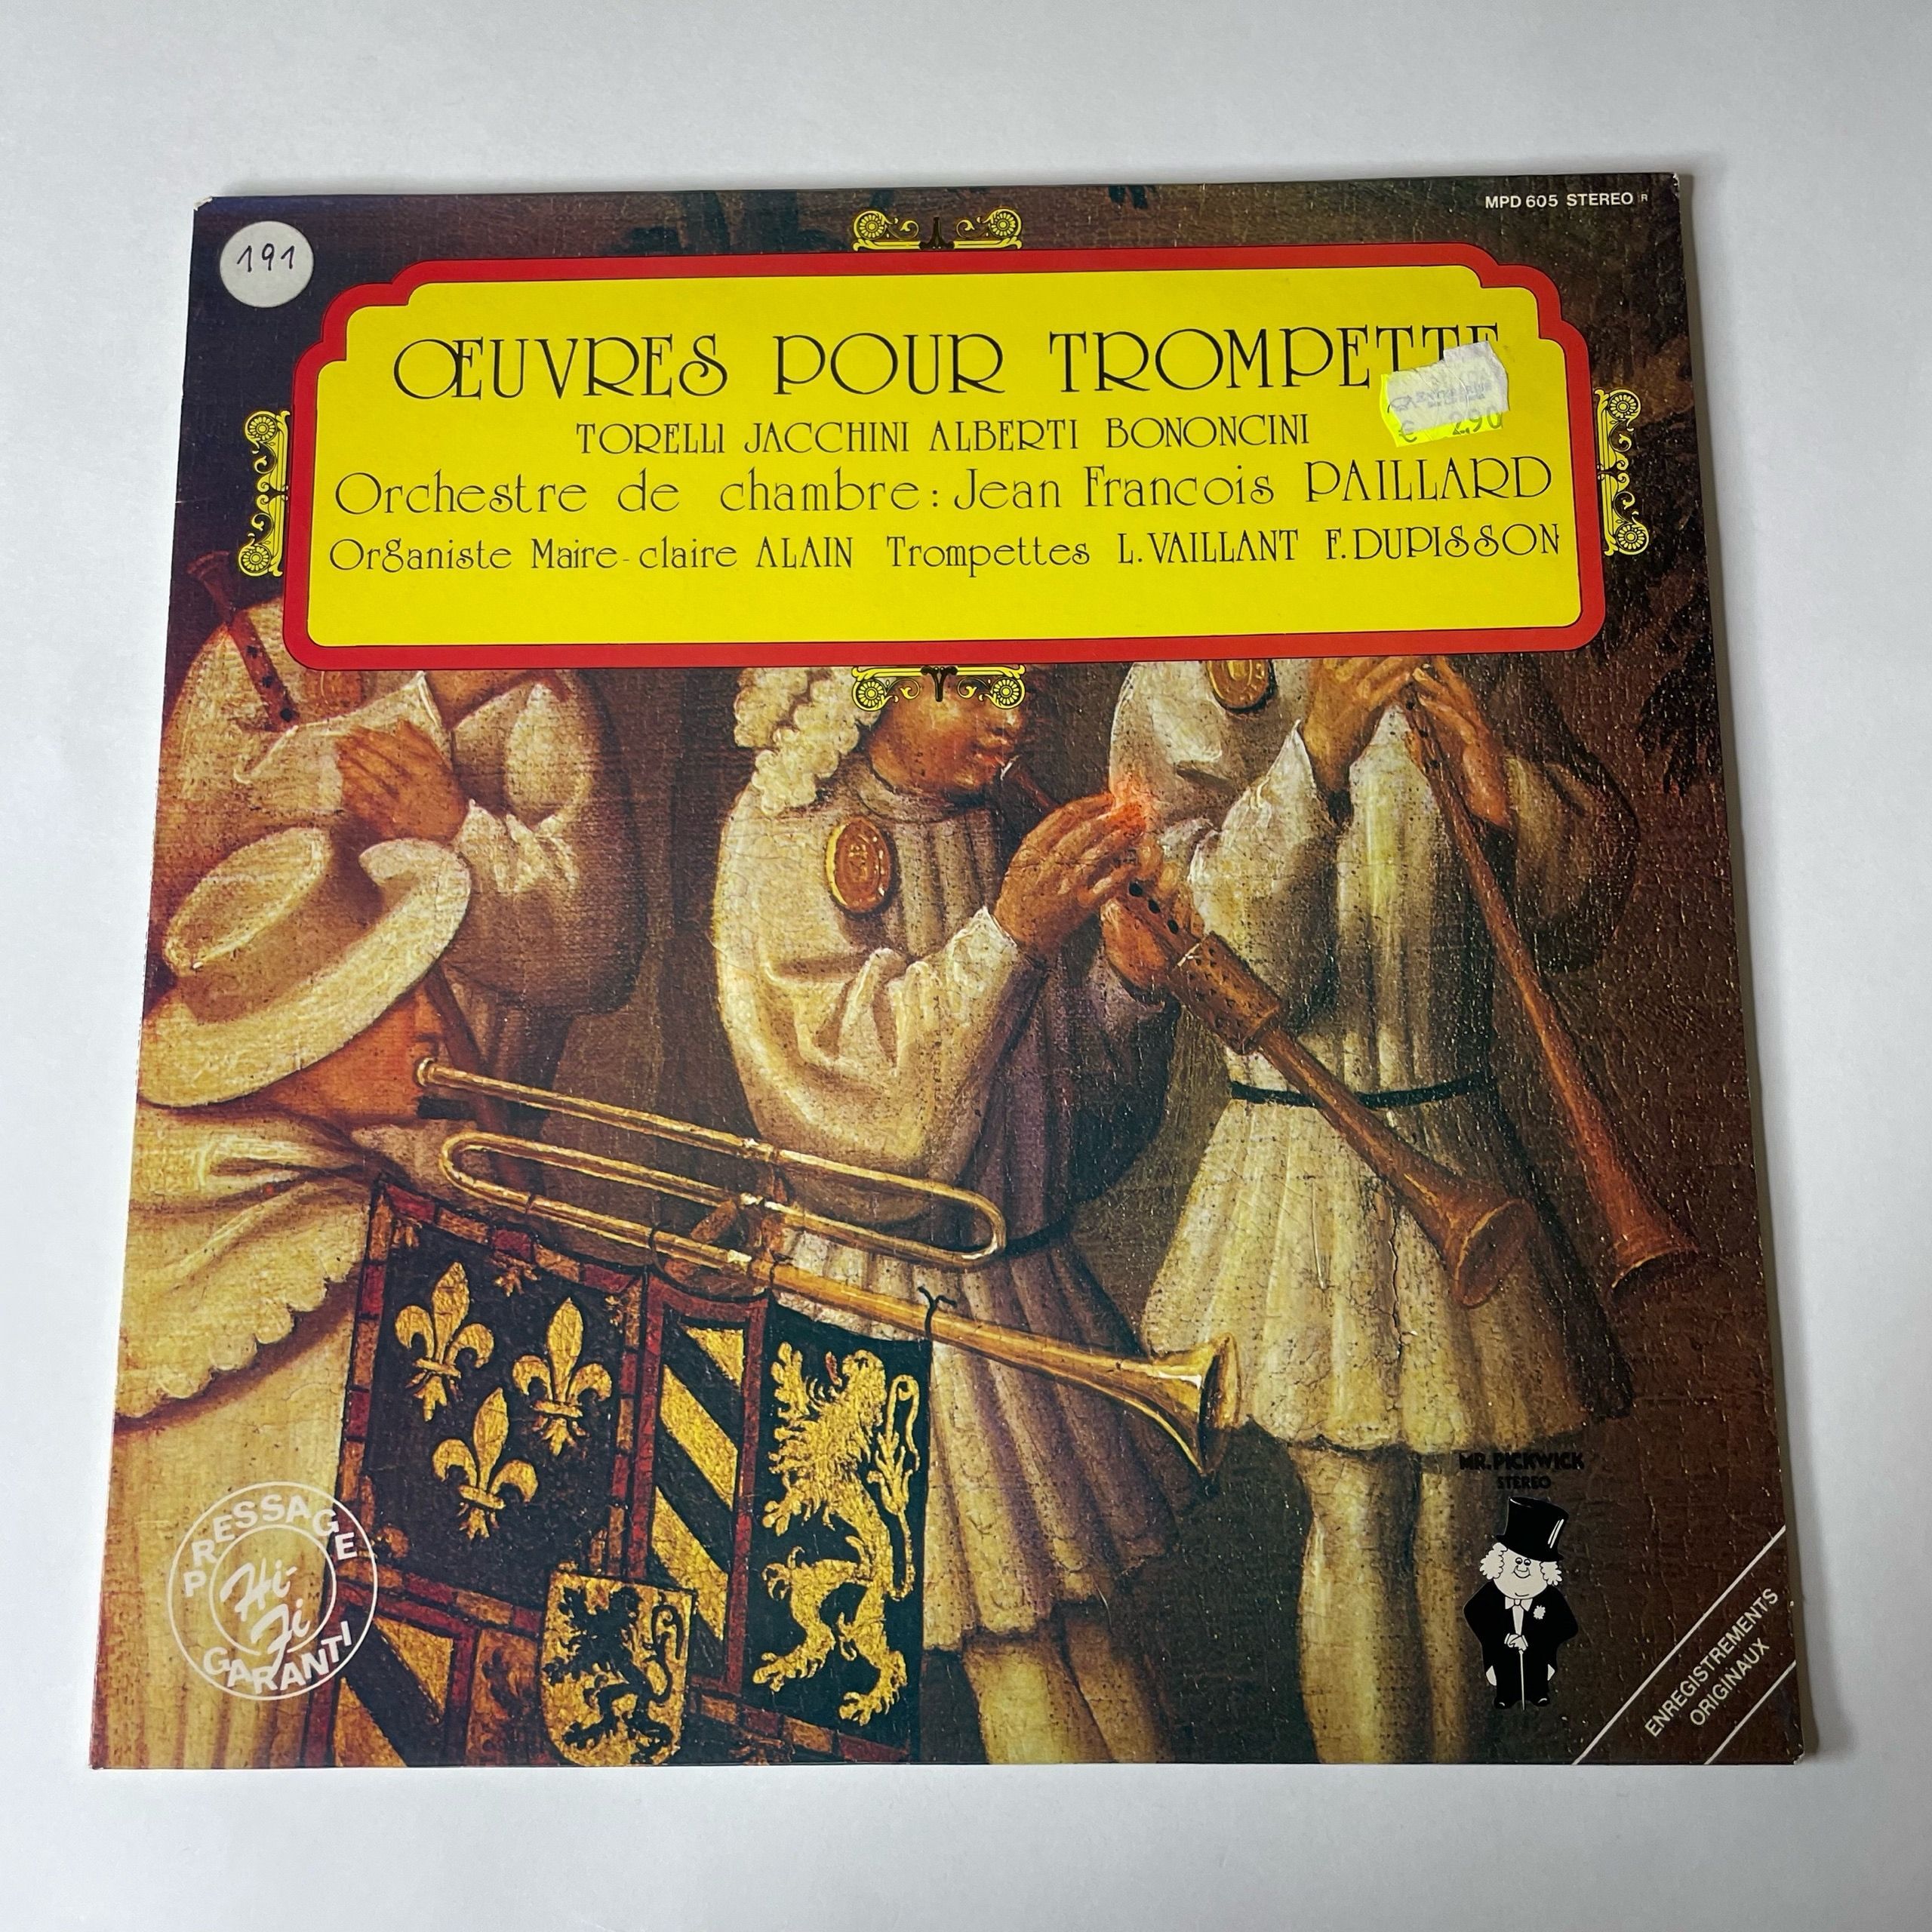 MPD 605 STEREO R
191
ŒUVRES POUR TROMPETTE
€ 2.90
TORELLI JACCHINI ALBERTI BONONCINI
Orchestre de chambre : Jean Francois PAILLARD
Organiste Maire-claire ALAIN Trompettes L. VAILLANT F. DUPISSON
MR. PICKWICK
STEREO
PRESSAGE
Hi-
Fi
GARANTI
ENREGISTREMENTS
ORIGINAUX